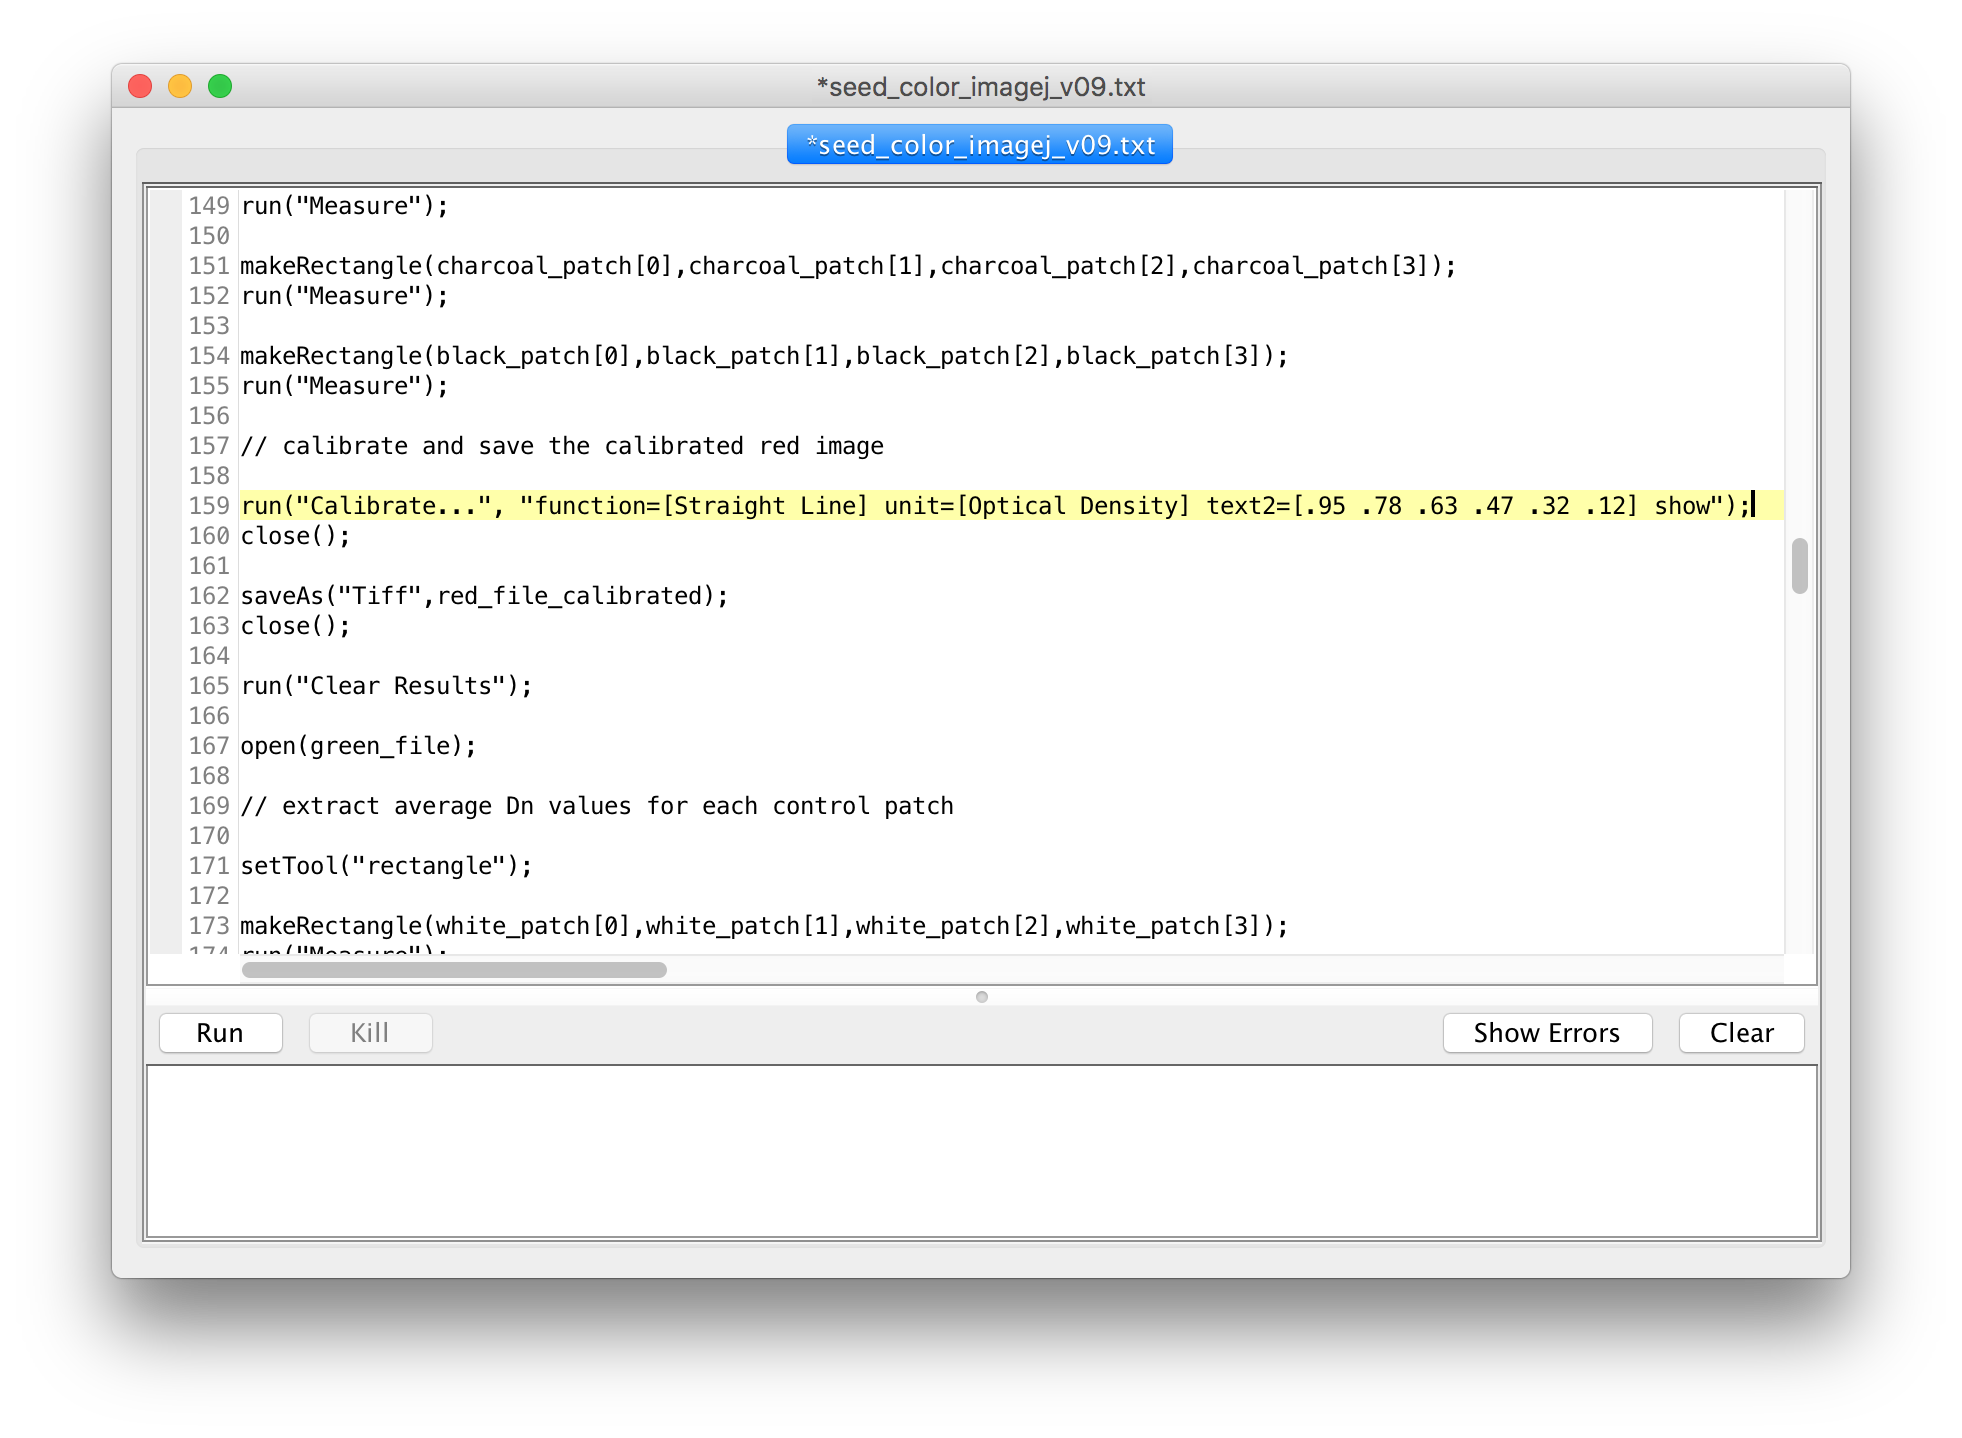 *seed_color_imagej_v09.txt
*seed_color_imagej_v09.txt
149 run("Measure");
150
151 makeRectangle(charcoal_patch[0],charcoal_patch[1],charcoal_patch[2],charcoal_patch[3]);
152 run("Measure");
153
154 makeRectangle(black_patch[0],black_patch[1],black_patch[2],black_patch[3]);
155 run("Measure");
156
157 // calibrate and save the calibrated red image
158
159 run("Calibrate...", "function=[Straight Line] unit=[Optical Density] text2=[.95 .78 .63 .47 .32 .12] show");
160 close();
161
162 saveAs("Tiff",red_file_calibrated);
163 close();
164
165 run("Clear Results");
166
167 open(green_file);
168
169 // extract average Dn values for each control patch
170
171 setTool("rectangle");
172
173 makeRectangle(white_patch[0],white_patch[1],white_patch[2],white_patch[3]);
174 run("Measure");
Run Kill Show Errors Clear